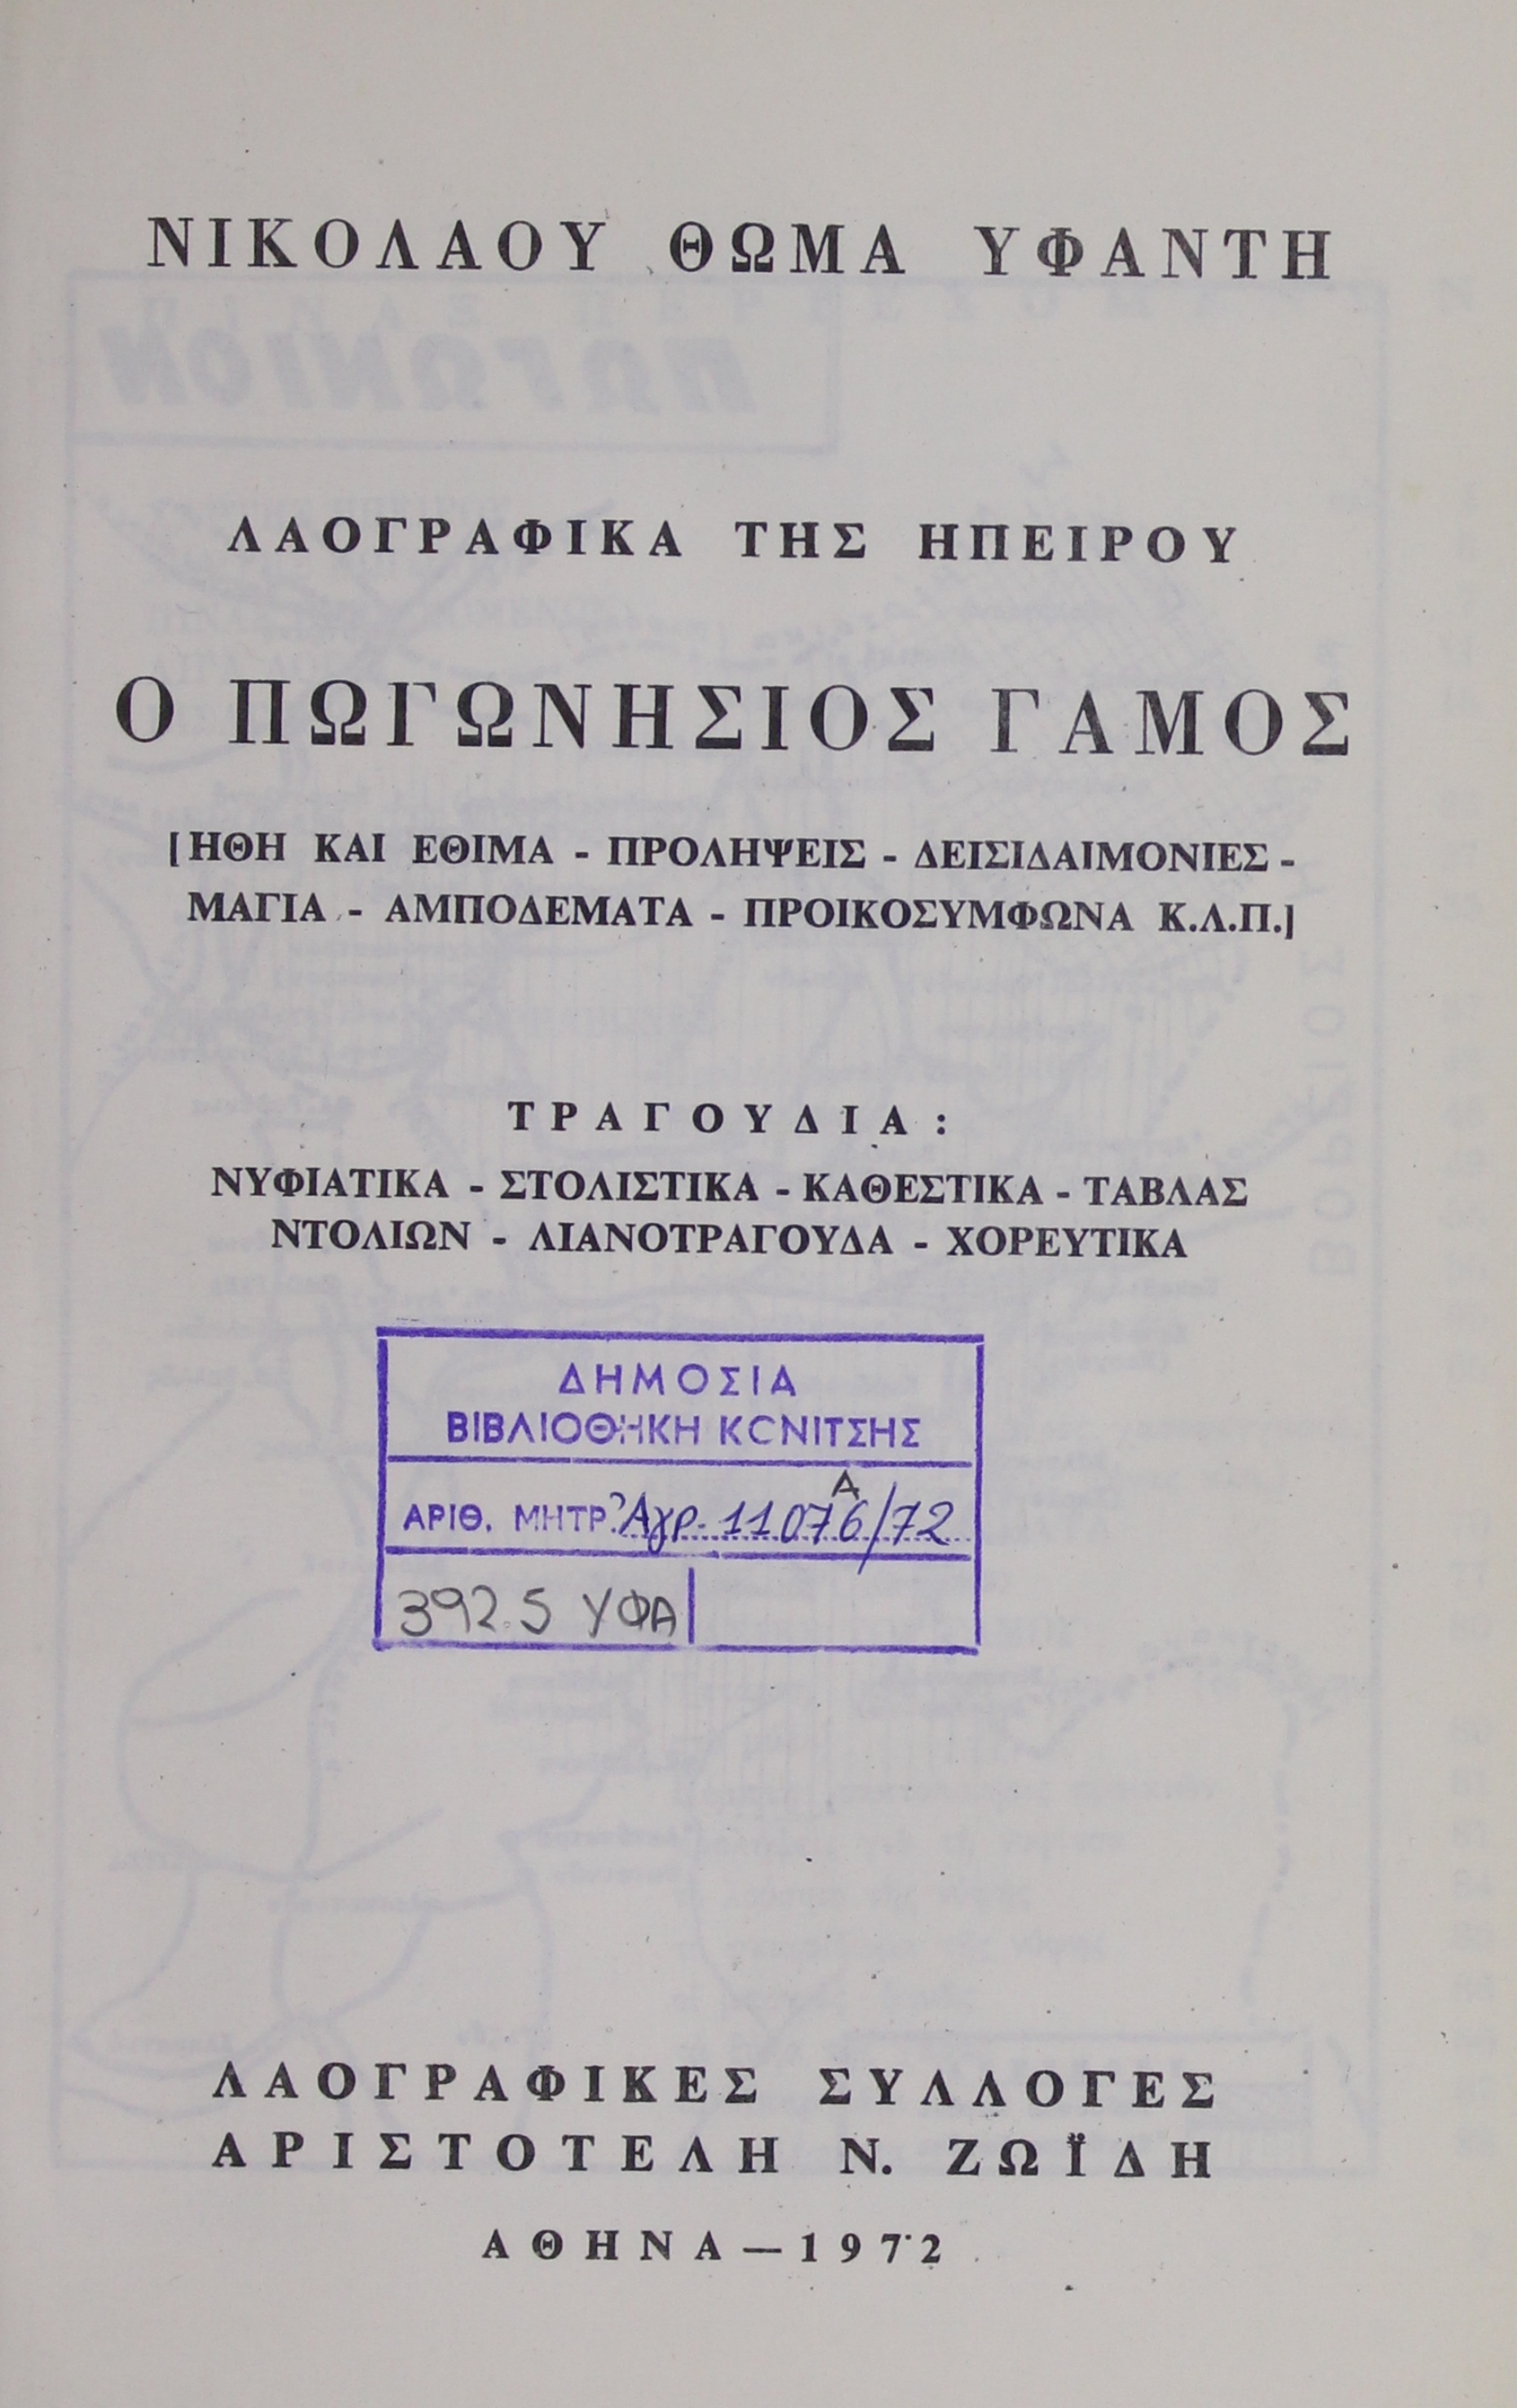 ΝΙΚΟΛΑΟΥ ΘΩΜΑ ΥΦΑΝΤΗ
ΛΑΟΓΡΑΦΙΚΑ ΤΗΣ ΗΠΕΙΡΟΥ
Ο ΠΩΓΩΝΗΣΙΟΣ ΓΑΜΟΣ
[ΗΘΗ ΚΑΙ ΕΘΙΜΑ - ΠΡΟΛΗΨΕΙΣ - ΔΕΙΣΙΔΑΙΜΟΝΙΕΣ -
ΜΑΓΙΑ - ΑΜΠΟΔΕΜΑΤΑ - ΠΡΟΙΚΟΣΥΜΦΩΝΑ Κ.Λ.Π.]
ΤΡΑΓΟΥΔΙΑ :
ΝΥΦΙΑΤΙΚΑ - ΣΤΟΛΙΣΤΙΚΑ - ΚΑΘΕΣΤΙΚΑ - ΤΑΒΛΑΣ
ΝΤΟΛΙΩΝ - ΛΙΑΝΟΤΡΑΓΟΥΔΑ - ΧΟΡΕΥΤΙΚΑ
ΔΗΜΟΣΙΑ
ΒΙΒΛΙΟΘΗΚΗ ΚΟΝΙΤΣΗΣ
ΑΡΙΘ. ΜΗΤΡ. Ἀγρ. 11076/72
Α
392.5 ΥΦΑ
ΛΑΟΓΡΑΦΙΚΕΣ ΣΥΛΛΟΓΕΣ
ΑΡΙΣΤΟΤΕΛΗ Ν. ΖΩΪΔΗ
ΑΘΗΝΑ — 1972